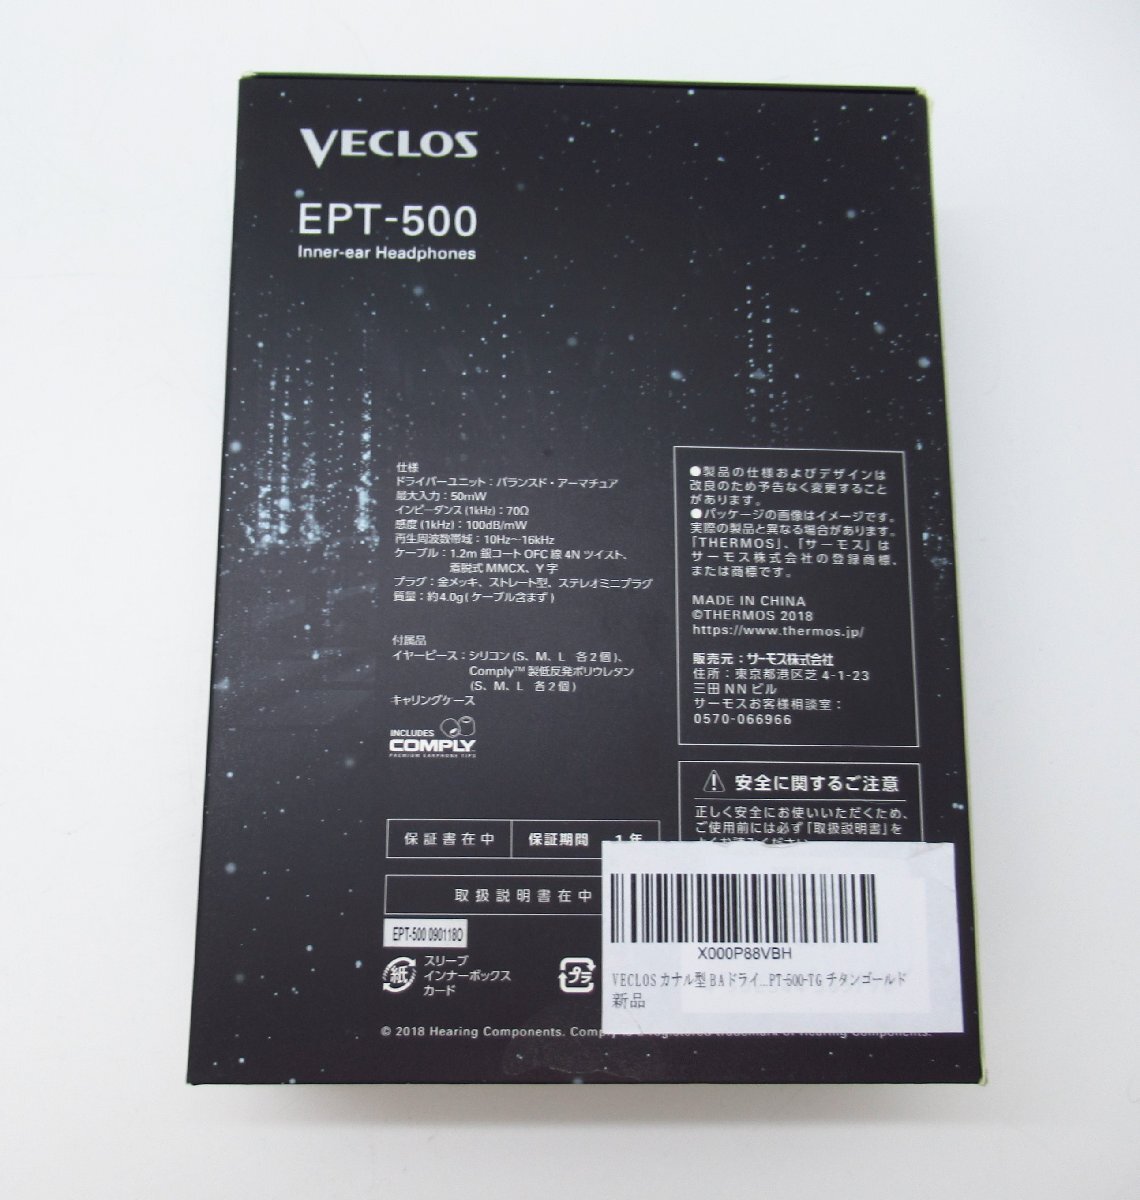 VECLOS
EPT-500
Inner-ear Headphones
仕様
ドライバーユニット：バランスド・アーマチュア
最大入力：50mW
インピーダンス(1kHz)：70Ω
感度(1kHz)：100dB/mW
再生周波数帯域：10Hz～16kHz
ケーブル：1.2m 銀コート OFC 線 4N ツイスト、
着脱式 MMCX、Y 字
プラグ：金メッキ、ストレート型、ステレオミニプラグ
質量：約4.0g(ケーブル含まず)
付属品
イヤーピース：シリコン(S、M、L 各２個)、
Comply™ 製低反発ポリウレタン
(S、M、L 各２個)
キャリングケース
INCLUDES
COMPLY
PREMIUM EARPHONE TIPS
●製品の仕様およびデザインは
改良のため予告なく変更すること
があります。
●パッケージの画像はイメージです。
実際の製品と異なる場合があります。
「THERMOS」、「サーモス」は
サーモス株式会社の登録商標、
または商標です。
MADE IN CHINA
©THERMOS 2018
https://www.thermos.jp/
販売元：サーモス株式会社
住所：東京都港区芝 4-1-23
三田 NN ビル
サーモスお客様相談室：
0570-066966
安全に関するご注意
正しく安全にお使いいただくため、
ご使用前には必ず「取扱説明書」を
保証書在中 保証期間 1 年
取扱説明書在中
EPT-500 090118O
紙
スリーブ
インナーボックス
カード
プラ
© 2018 Hearing Components. Comply is a registered trademark of Hearing Components.
X000P88VBH
VECLOS カナル型 BAドライ...PT-500-TG チタンゴールド
新品